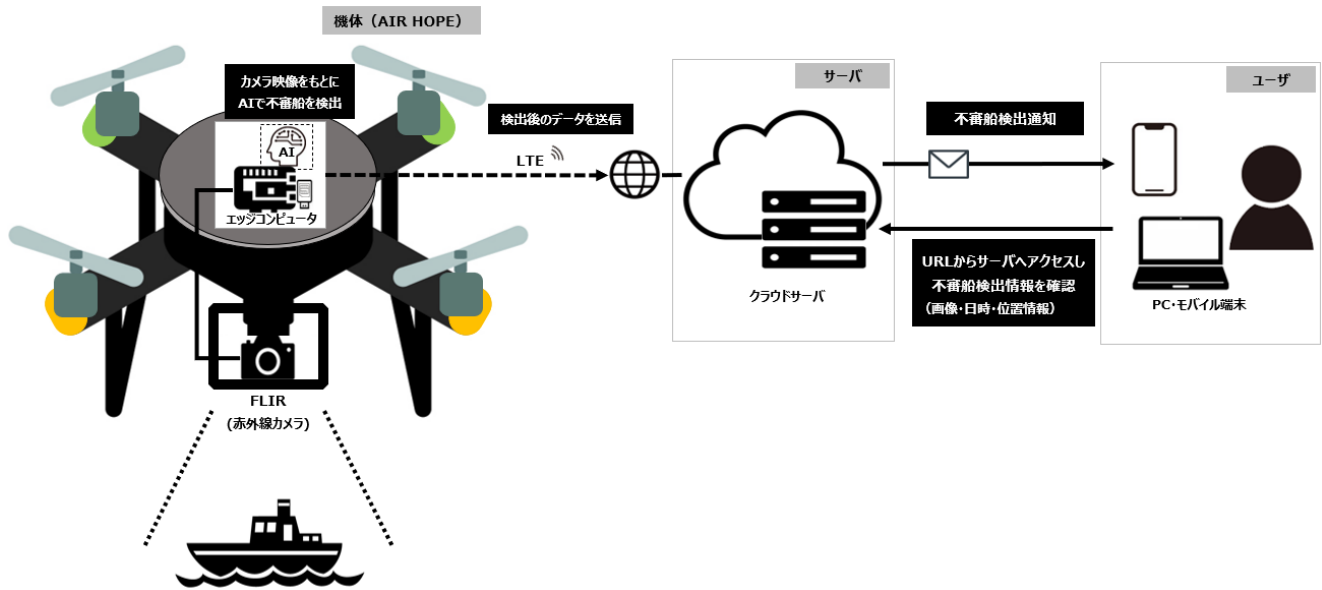 機体（AIR HOPE）
カメラ映像をもとに
AIで不審船を検出
AI
エッジコンピュータ
FLIR
(赤外線カメラ)
検出後のデータを送信
LTE
サーバ
クラウドサーバ
不審船検出通知
URLからサーバへアクセスし
不審船検出情報を確認
（画像・日時・位置情報）
ユーザ
PC・モバイル端末